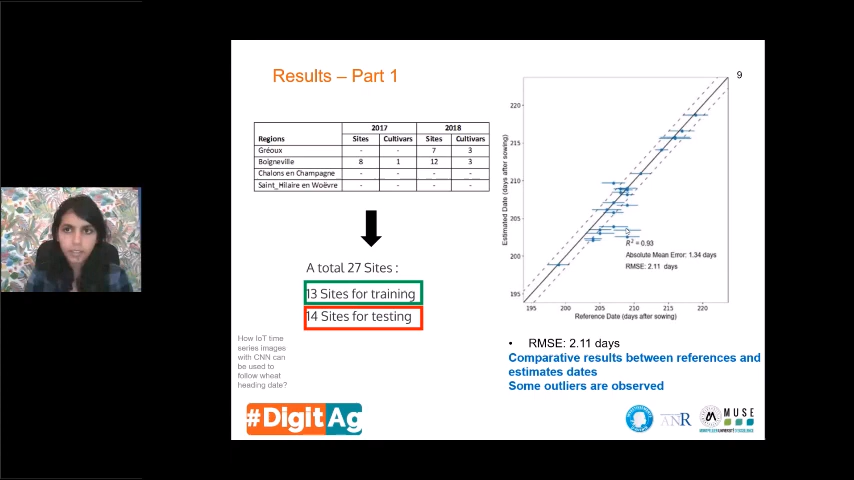 Results – Part 1
9
2017 2018
Regions Sites Cultivars Sites Cultivars
Gréoux - - 7 3
Boigneville 8 1 12 3
Chalons en Champagne - - - -
Saint_Hilaire en Woëvre - - - -
A total 27 Sites :
13 Sites for training
14 Sites for testing
How IoT time
series images
with CNN can
be used to
follow wheat
heading date?
#DigitAg
Estimated Date (days after sowing)
220
215
210
205
200
195
R² = 0.93
Absolute Mean Error: 1.34 days
RMSE: 2.11 days
195 200 205 210 215 220
Reference Date (days after sowing)
• RMSE: 2.11 days
Comparative results between references and
estimates dates
Some outliers are observed
ANR
MUSE